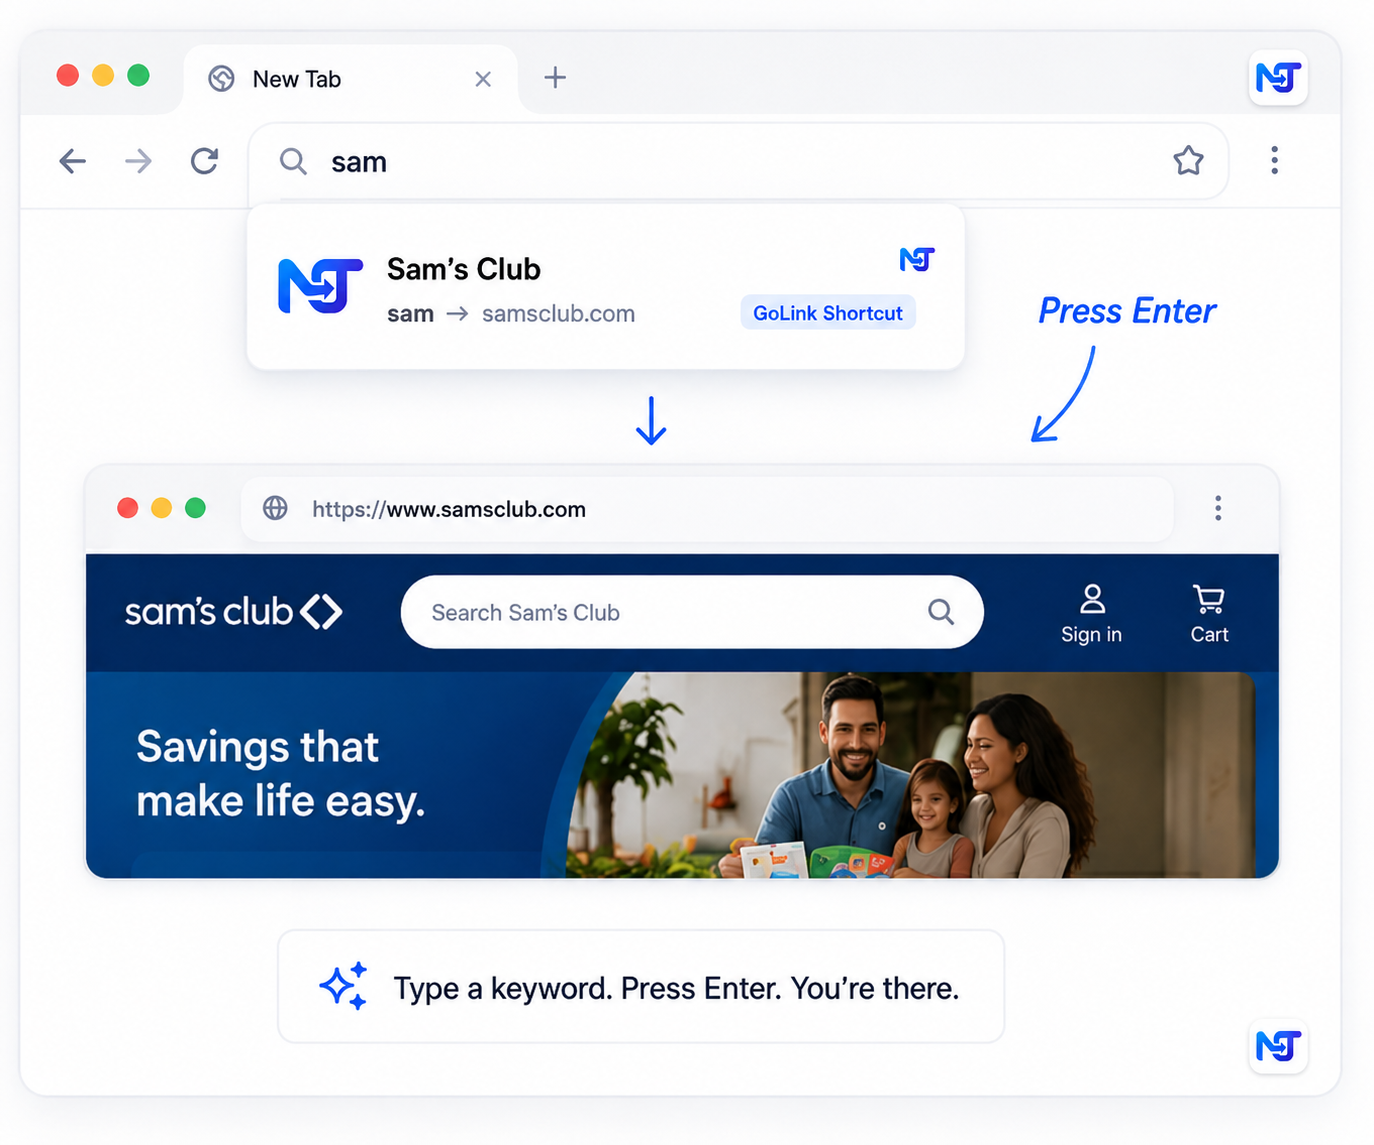 New Tab
sam
Sam’s Club
sam → samsclub.com
GoLink Shortcut
Press Enter
https://www.samsclub.com
sam’s club
Search Sam’s Club
Sign in
Cart
Savings that
make life easy.
Type a keyword. Press Enter. You’re there.